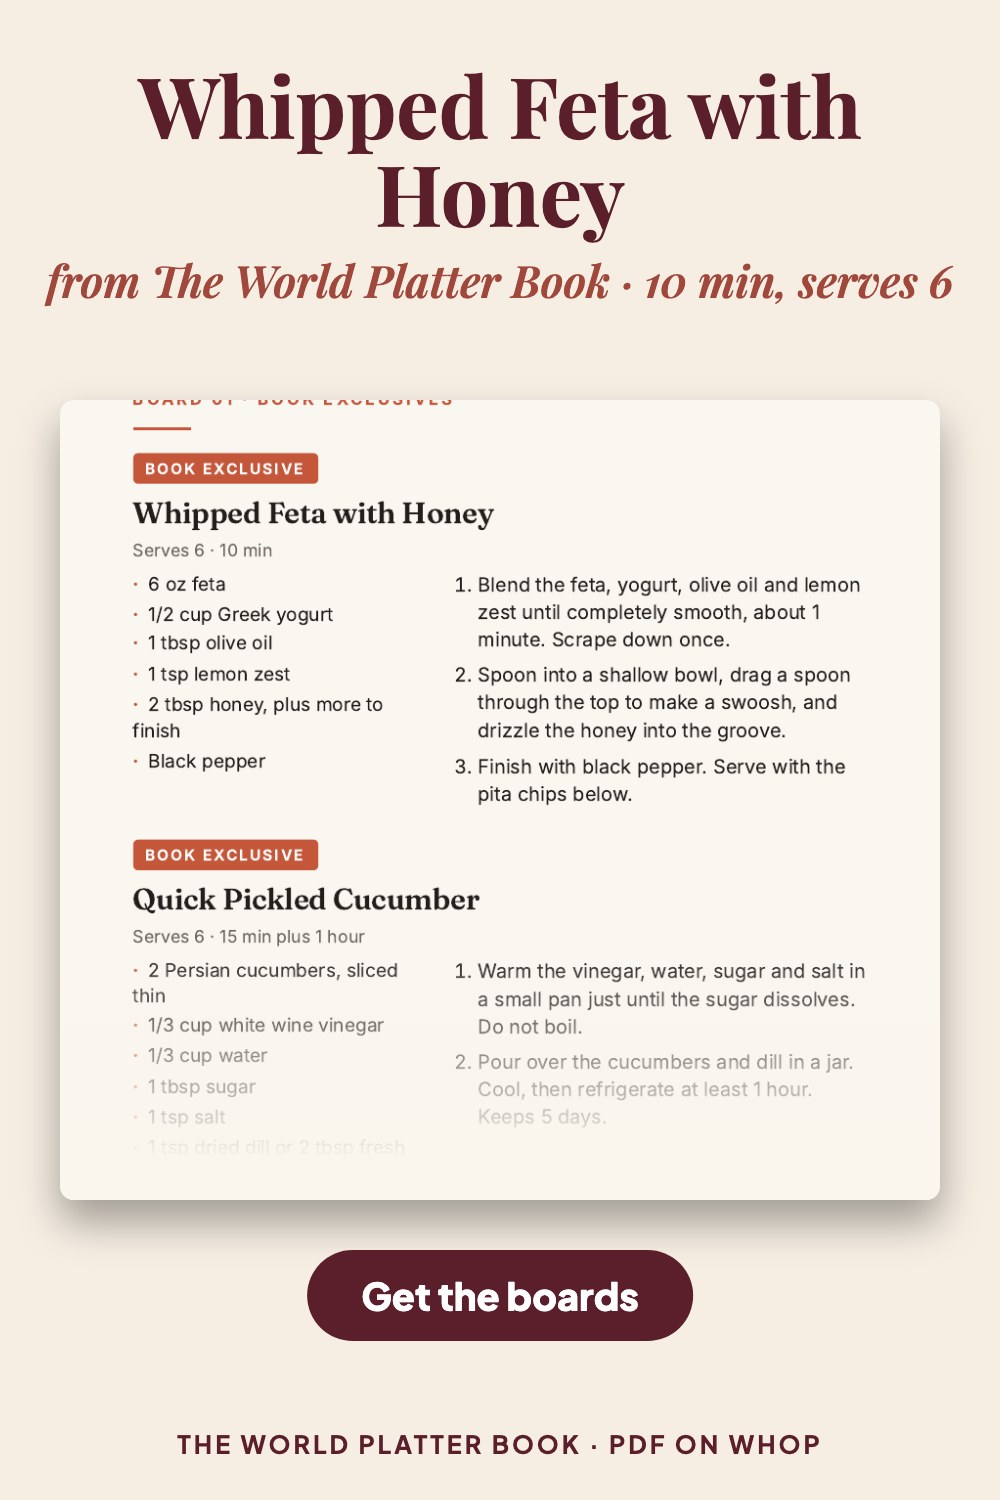 Whipped Feta with
Honey
from The World Platter Book · 10 min, serves 6
BOARD 01 · BOOK EXCLUSIVES
BOOK EXCLUSIVE
Whipped Feta with Honey
Serves 6 · 10 min
· 6 oz feta
· 1/2 cup Greek yogurt
· 1 tbsp olive oil
· 1 tsp lemon zest
· 2 tbsp honey, plus more to
finish
· Black pepper
1. Blend the feta, yogurt, olive oil and lemon
zest until completely smooth, about 1
minute. Scrape down once.
2. Spoon into a shallow bowl, drag a spoon
through the top to make a swoosh, and
drizzle the honey into the groove.
3. Finish with black pepper. Serve with the
pita chips below.
BOOK EXCLUSIVE
Quick Pickled Cucumber
Serves 6 · 15 min plus 1 hour
· 2 Persian cucumbers, sliced
thin
· 1/3 cup white wine vinegar
· 1/3 cup water
· 1 tbsp sugar
· 1 tsp salt
· 1 tsp dried dill or 2 tbsp fresh
1. Warm the vinegar, water, sugar and salt in
a small pan just until the sugar dissolves.
Do not boil.
2. Pour over the cucumbers and dill in a jar.
Cool, then refrigerate at least 1 hour.
Keeps 5 days.
Get the boards
THE WORLD PLATTER BOOK · PDF ON WHOP